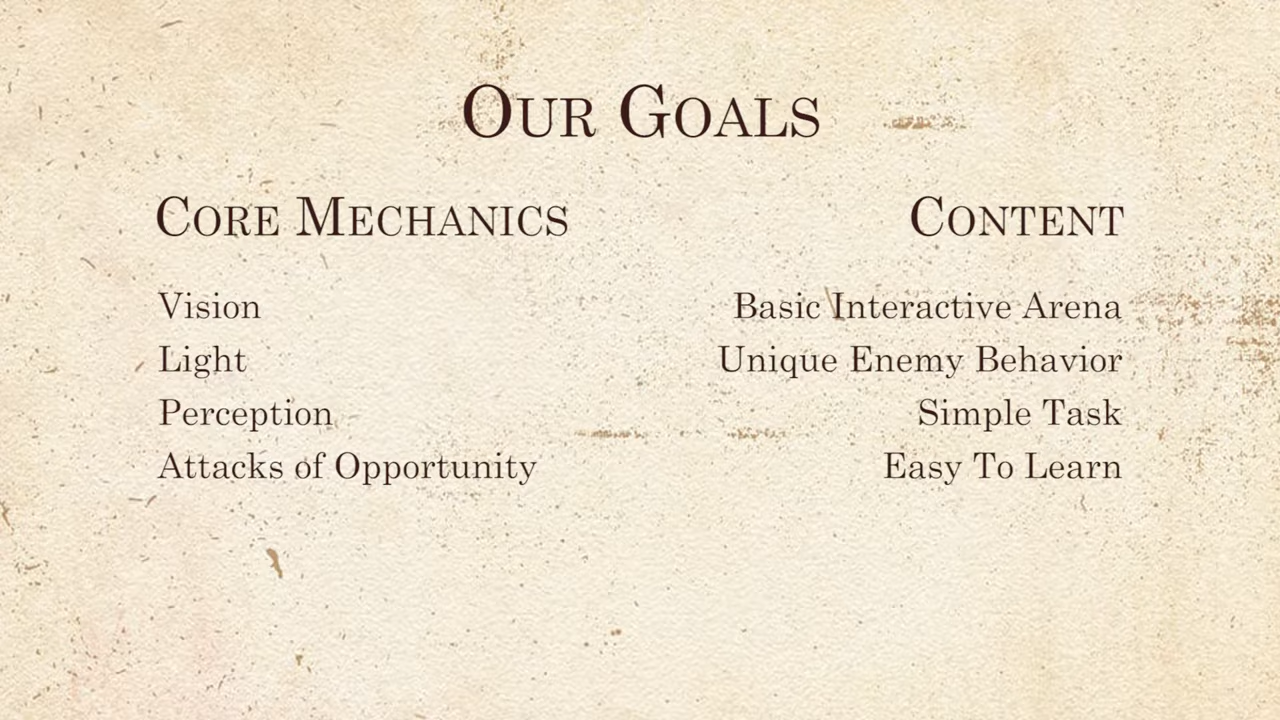 Our Goals
Core Mechanics
Vision
Light
Perception
Attacks of Opportunity
Content
Basic Interactive Arena
Unique Enemy Behavior
Simple Task
Easy To Learn